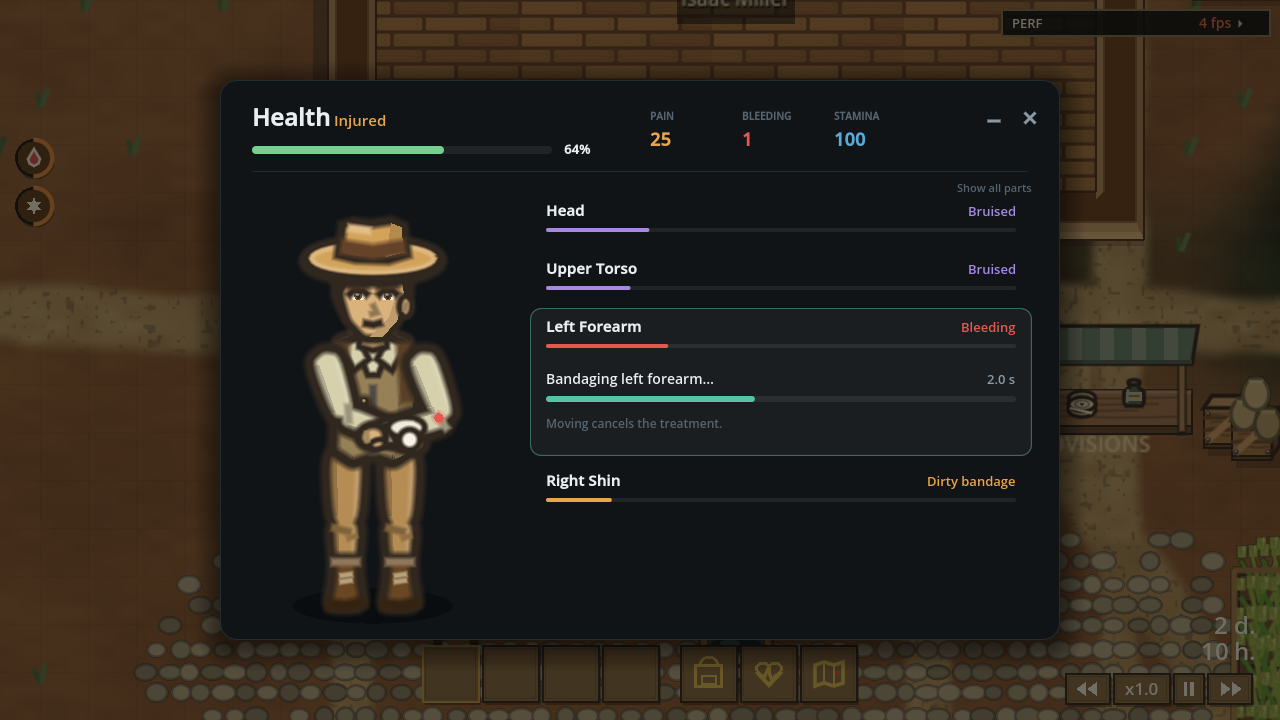 Isaac Miller
PERF 4 fps
Health Injured
64%
PAIN
25
BLEEDING
1
STAMINA
100
Show all parts
Head Bruised
Upper Torso Bruised
Left Forearm Bleeding
Bandaging left forearm... 2.0 s
Moving cancels the treatment.
Right Shin Dirty bandage
VISIONS
2 d.
10 h.
x1.0